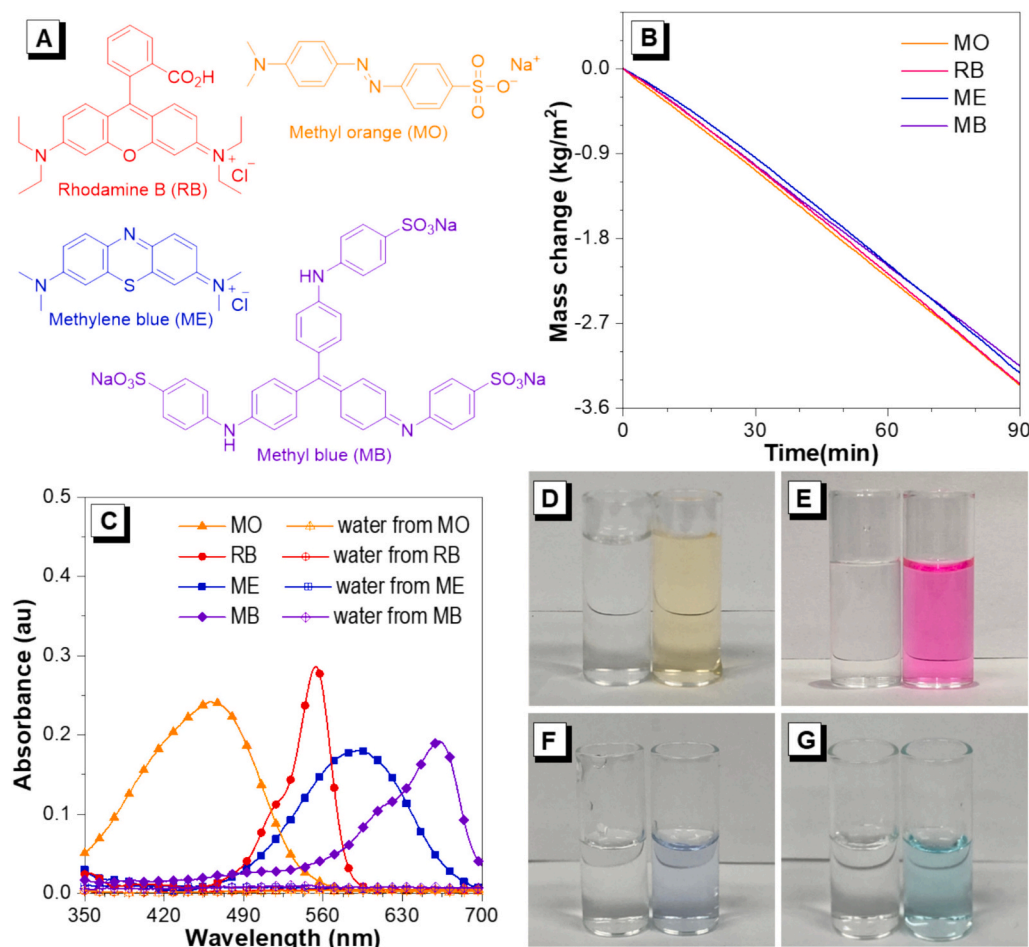 A
CO₂H
N
O
N⁺
Cl⁻
Rhodamine B (RB)
N
N
N
S
O
O
O⁻
Na⁺
Methyl orange (MO)
N
N
S
N⁺
Cl⁻
Methylene blue (ME)
SO₃Na
HN
NaO₃S
SO₃Na
N
H
N
Methyl blue (MB)
B
MO
RB
ME
MB
0.0
-0.9
-1.8
-2.7
-3.6
Mass change (kg/m²)
0
30
60
90
Time(min)
C
MO
water from MO
RB
water from RB
ME
water from ME
MB
water from MB
0.5
0.4
0.3
0.2
0.1
0.0
Absorbance (au)
350
420
490
560
630
700
Wavelength (nm)
D
E
F
G